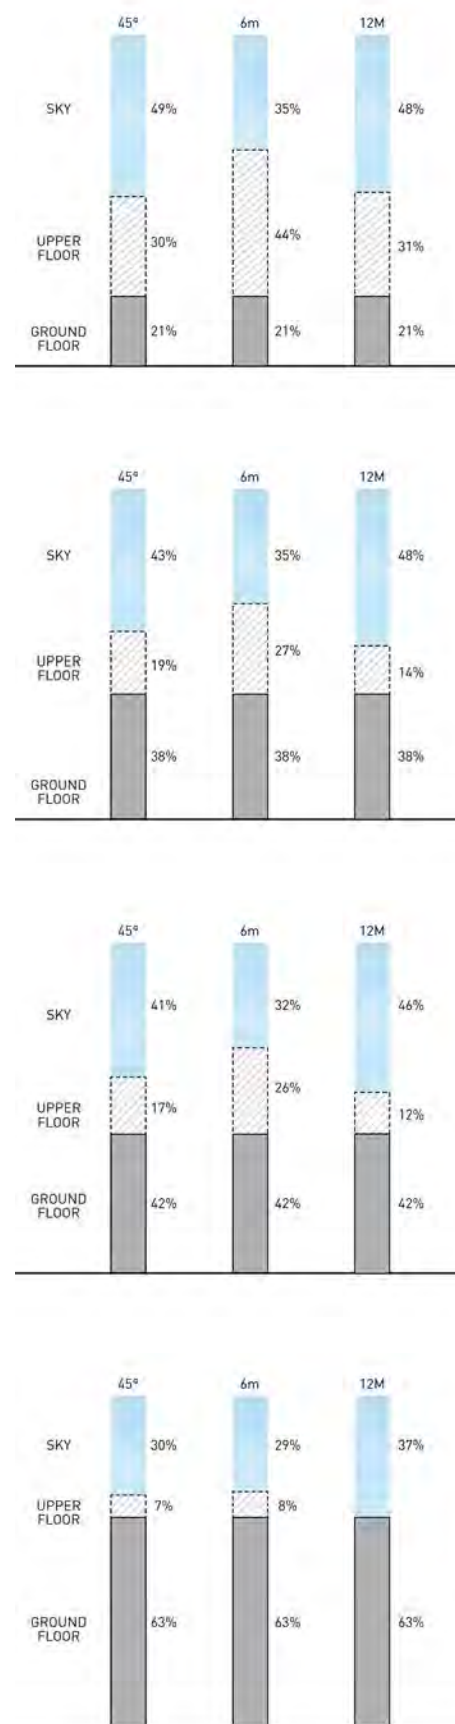 45° 6m 12M
SKY 49% 35% 48%
UPPER
FLOOR 30% 44% 31%
GROUND
FLOOR 21% 21% 21%
45° 6m 12M
SKY 43% 35% 48%
UPPER
FLOOR 19% 27% 14%
38% 38% 38%
GROUND
FLOOR
45° 6m 12M
SKY 41% 32% 46%
UPPER
FLOOR 17% 26% 12%
GROUND
FLOOR 42% 42% 42%
45° 6m 12M
SKY 30% 29% 37%
UPPER
FLOOR 7% 8%
GROUND
FLOOR 63% 63% 63%